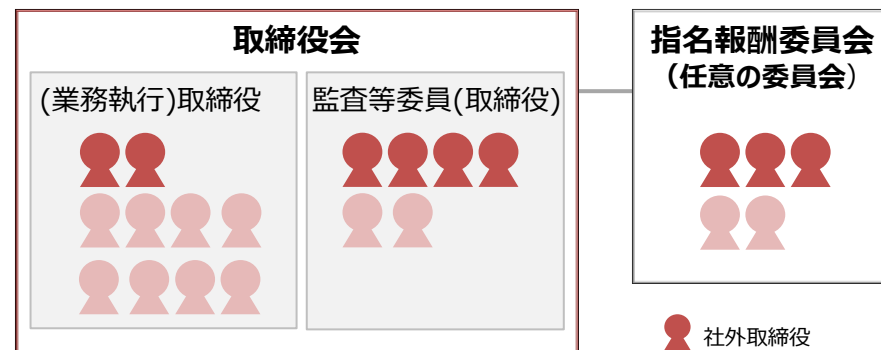 取締役会
(業務執行)取締役
監査等委員(取締役)
指名報酬委員会
（任意の委員会）
社外取締役